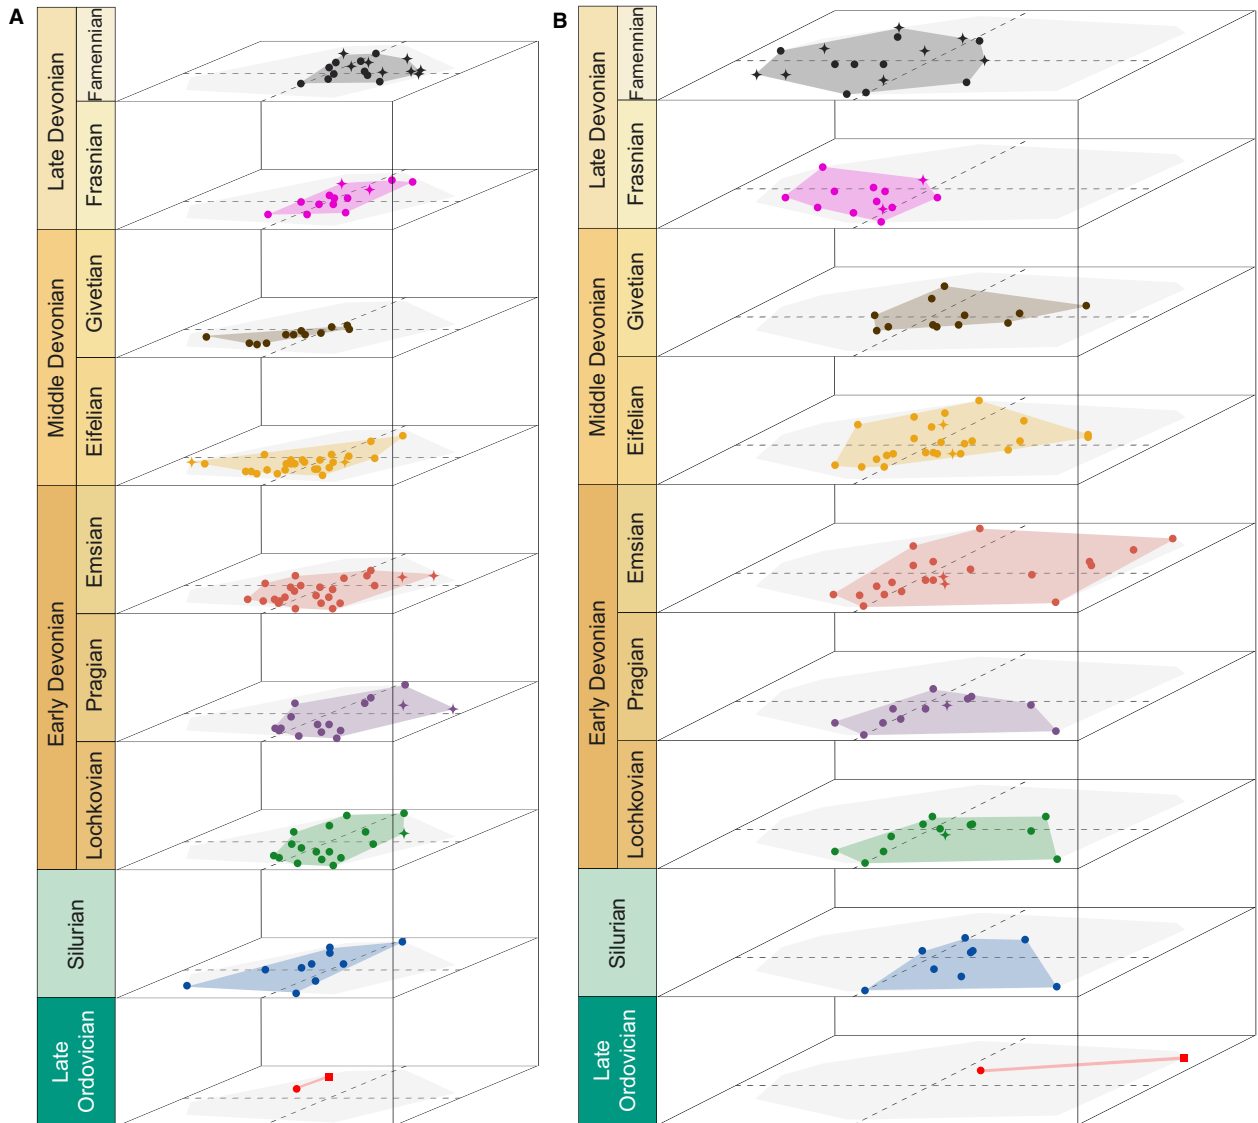 A
Late Devonian
Famennian
Frasnian
Middle Devonian
Givetian
Eifelian
Early Devonian
Emsian
Pragian
Lochkovian
Silurian
Late
Ordovician
B
Late Devonian
Famennian
Frasnian
Middle Devonian
Givetian
Eifelian
Early Devonian
Emsian
Pragian
Lochkovian
Silurian
Late
Ordovician